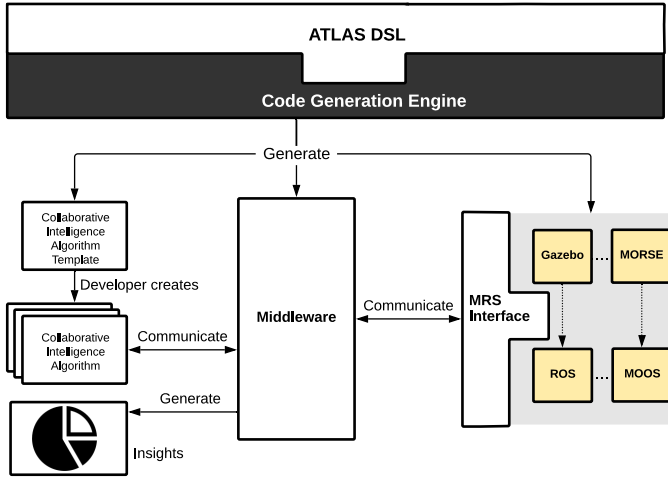 ATLAS DSL
Code Generation Engine
Generate
Collaborative
Intelligence
Algorithm
Template
Developer creates
Collaborative
Intelligence
Algorithm
Communicate
Generate
Insights
Middleware
Communicate
MRS
Interface
Gazebo
...
MORSE
ROS
...
MOOS